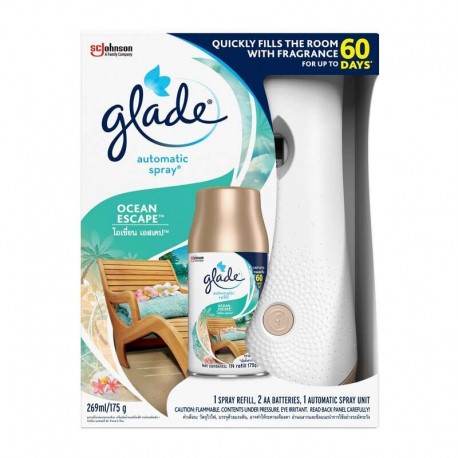 SC Johnson
A Family Company
QUICKLY FILLS THE ROOM
WITH FRAGRANCE
FOR UP TO
60
DAYS*
glade®
automatic
spray®
OCEAN
ESCAPE™
โอเชี่ยน เอสเคป™
glade
automatic
refill
60
OCEAN
ESCAPE
1N refill 175g
269ml/175 g
1 SPRAY REFILL, 2 AA BATTERIES, 1 AUTOMATIC SPRAY UNIT
CAUTION: FLAMMABLE. CONTENTS UNDER PRESSURE. EYE IRRITANT. READ BACK PANEL CAREFULLY!